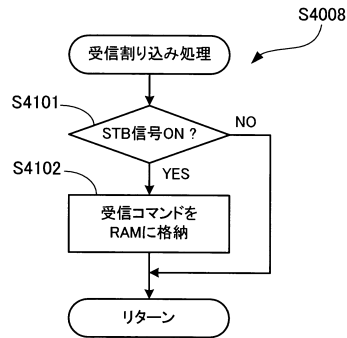 S4008
受信割り込み処理
S4101
STB信号ON？
NO
YES
S4102
受信コマンドを
RAMに格納
リターン